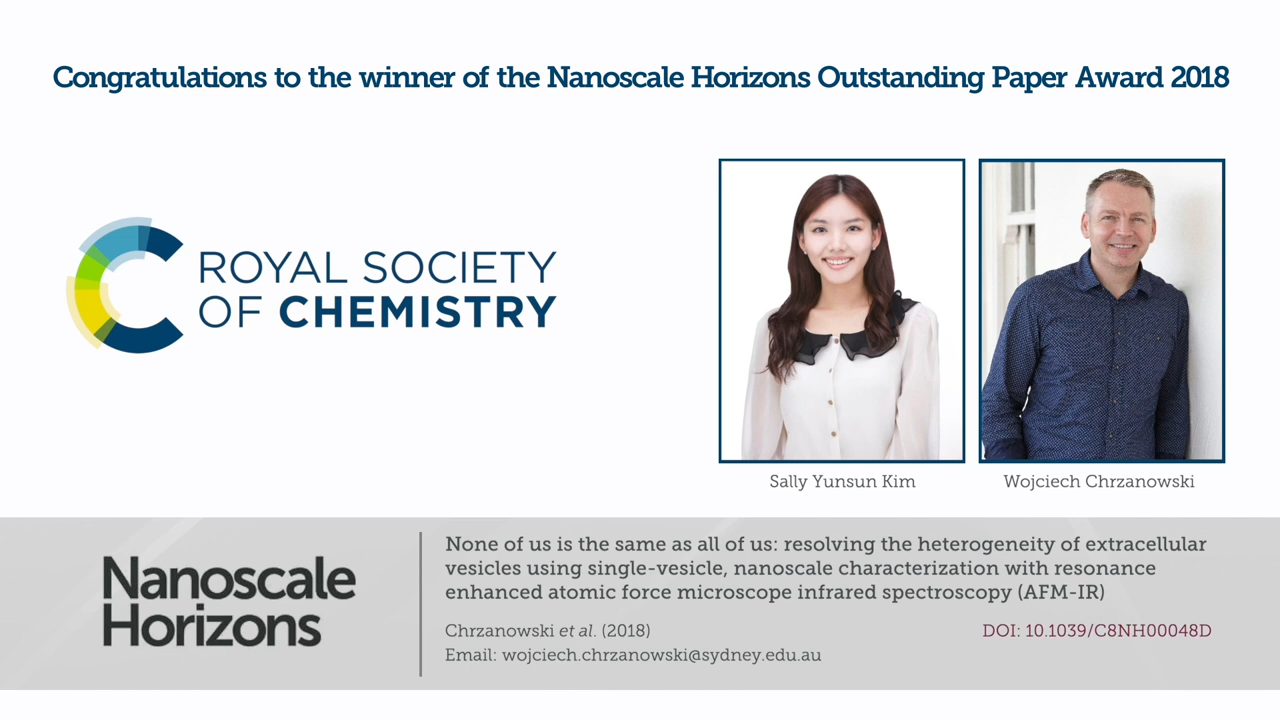 Congratulations to the winner of the Nanoscale Horizons Outstanding Paper Award 2018
ROYAL SOCIETY
OF CHEMISTRY
Sally Yunsun Kim
Wojciech Chrzanowski
Nanoscale
Horizons
None of us is the same as all of us: resolving the heterogeneity of extracellular
vesicles using single-vesicle, nanoscale characterization with resonance
enhanced atomic force microscope infrared spectroscopy (AFM-IR)
Chrzanowski et al. (2018)
DOI: 10.1039/C8NH00048D
Email: wojciech.chrzanowski@sydney.edu.au